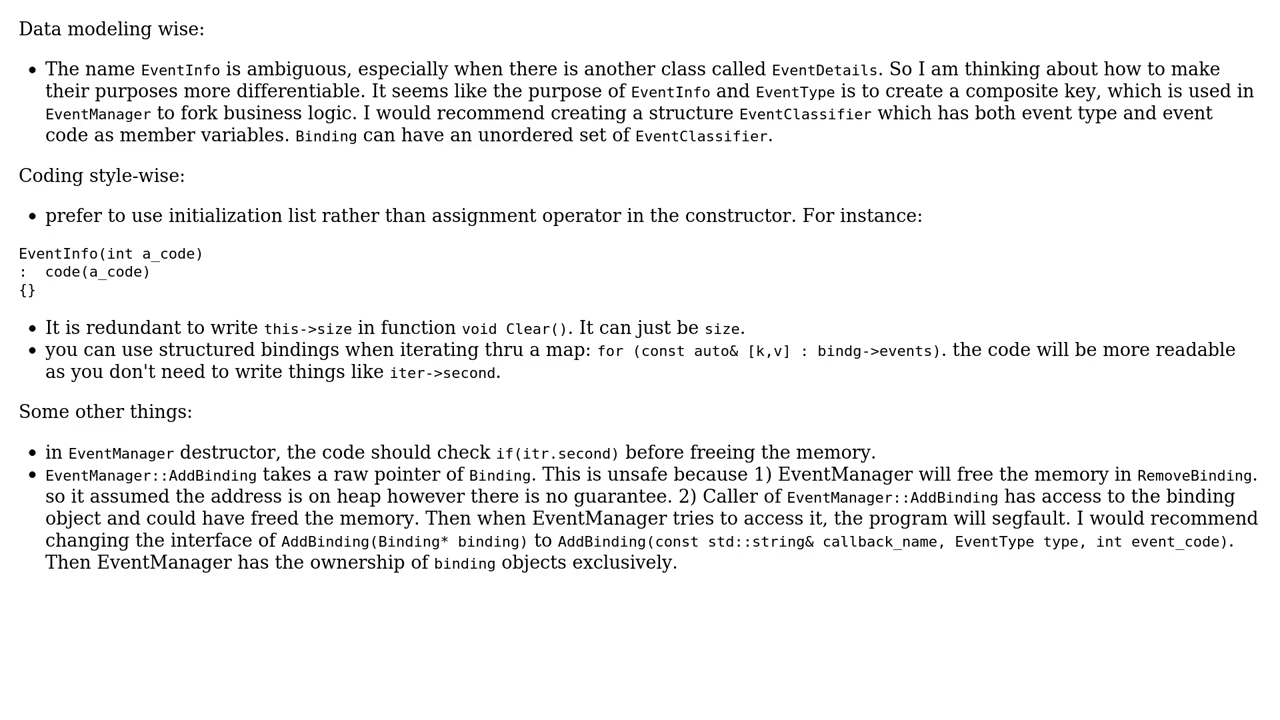 Data modeling wise:
• The name EventInfo is ambiguous, especially when there is another class called EventDetails. So I am thinking about how to make
their purposes more differentiable. It seems like the purpose of EventInfo and EventType is to create a composite key, which is used in
EventManager to fork business logic. I would recommend creating a structure EventClassifier which has both event type and event
code as member variables. Binding can have an unordered set of EventClassifier.
Coding style-wise:
• prefer to use initialization list rather than assignment operator in the constructor. For instance:
EventInfo(int a_code)
:  code(a_code)
{}
• It is redundant to write this->size in function void Clear(). It can just be size.
• you can use structured bindings when iterating thru a map: for (const auto& [k,v] : bindg->events). the code will be more readable
as you don't need to write things like iter->second.
Some other things:
• in EventManager destructor, the code should check if(itr.second) before freeing the memory.
• EventManager::AddBinding takes a raw pointer of Binding. This is unsafe because 1) EventManager will free the memory in RemoveBinding.
so it assumed the address is on heap however there is no guarantee. 2) Caller of EventManager::AddBinding has access to the binding
object and could have freed the memory. Then when EventManager tries to access it, the program will segfault. I would recommend
changing the interface of AddBinding(Binding* binding) to AddBinding(const std::string& callback_name, EventType type, int event_code).
Then EventManager has the ownership of binding objects exclusively.